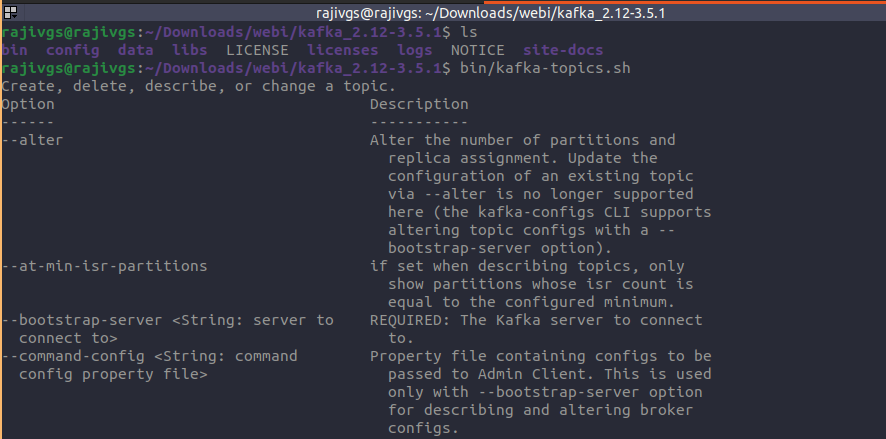 rajivgs@rajivgs: ~/Downloads/webi/kafka_2.12-3.5.1
rajivgs@rajivgs:~/Downloads/webi/kafka_2.12-3.5.1$ ls
bin config data libs LICENSE licenses logs NOTICE site-docs
rajivgs@rajivgs:~/Downloads/webi/kafka_2.12-3.5.1$ bin/kafka-topics.sh
Create, delete, describe, or change a topic.
Option Description
------ -----------
--alter Alter the number of partitions and
replica assignment. Update the
configuration of an existing topic
via --alter is no longer supported
here (the kafka-configs CLI supports
altering topic configs with a --
bootstrap-server option).
--at-min-isr-partitions if set when describing topics, only
show partitions whose isr count is
equal to the configured minimum.
--bootstrap-server <String: server to REQUIRED: The Kafka server to connect
connect to> to.
--command-config <String: command Property file containing configs to be
config property file> passed to Admin Client. This is used
only with --bootstrap-server option
for describing and altering broker
configs.